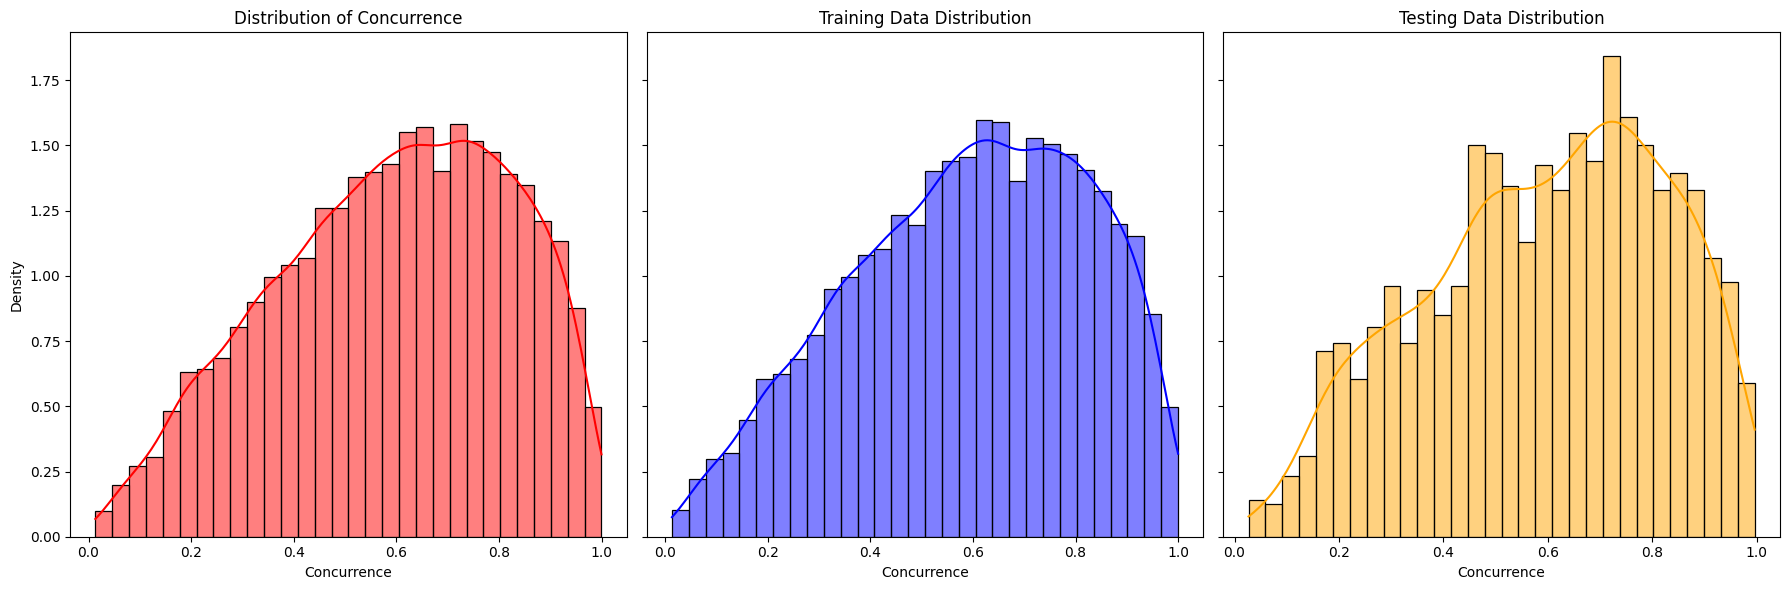 Distribution of Concurrence
Training Data Distribution
Testing Data Distribution
Density
1.75
1.50
1.25
1.00
0.75
0.50
0.25
0.00
0.0 0.2 0.4 0.6 0.8 1.0
0.0 0.2 0.4 0.6 0.8 1.0
0.0 0.2 0.4 0.6 0.8 1.0
Concurrence
Concurrence
Concurrence